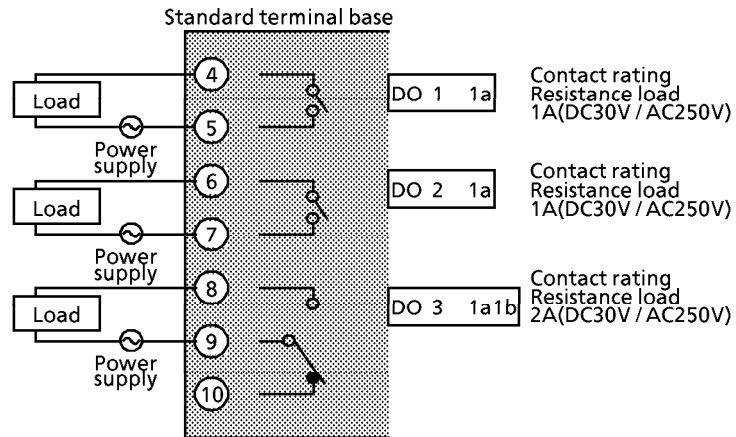 Standard terminal base
4
Load
5
Power
supply
DO 1 1a
Contact rating
Resistance load
1A(DC30V / AC250V)
6
Load
7
Power
supply
DO 2 1a
Contact rating
Resistance load
1A(DC30V / AC250V)
8
Load
9
Power
supply
10
DO 3 1a1b
Contact rating
Resistance load
2A(DC30V / AC250V)